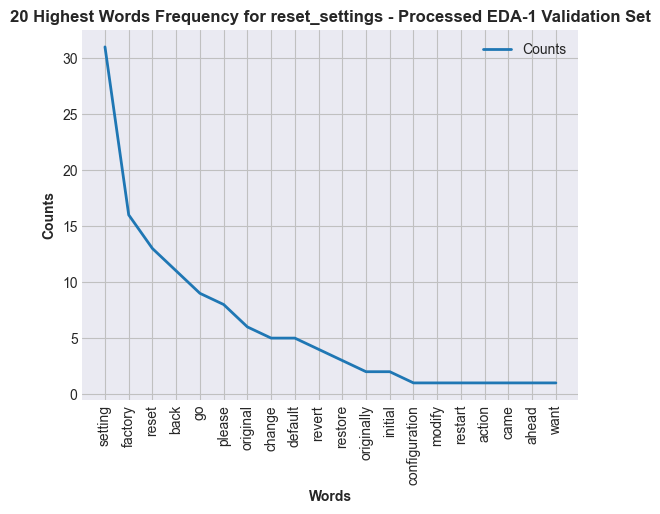 20 Highest Words Frequency for reset_settings - Processed EDA-1 Validation Set
Counts
30
25
20
15
10
5
0
Counts
setting
factory
reset
back
go
please
original
change
default
revert
restore
originally
initial
configuration
modify
restart
action
came
ahead
want
Words